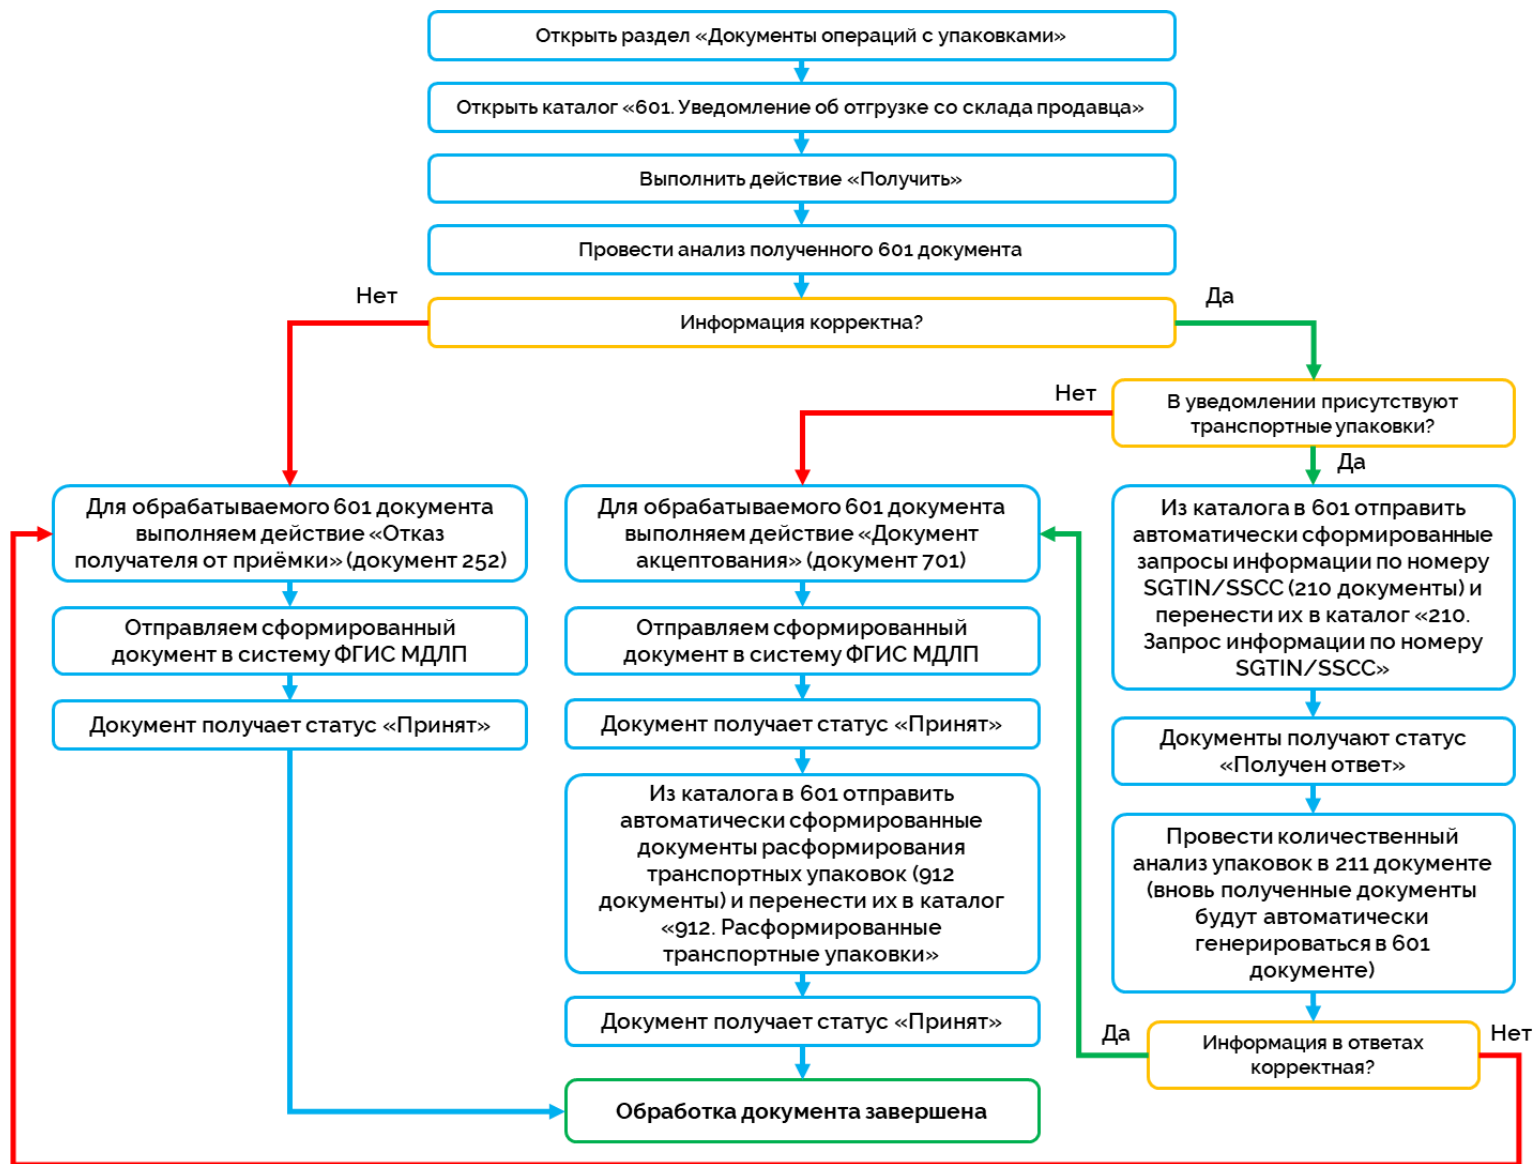 Открыть раздел «Документы операций с упаковками»
Открыть каталог «601. Уведомление об отгрузке со склада продавца»
Выполнить действие «Получить»
Провести анализ полученного 601 документа
Нет
Да
Информация корректна?
Нет
В уведомлении присутствуют
транспортные упаковки?
Да
Для обрабатываемого 601 документа
выполняем действие «Отказ
получателя от приёмки» (документ 252)
Отправляем сформированный
документ в систему ФГИС МДЛП
Документ получает статус «Принят»
Для обрабатываемого 601 документа
выполняем действие «Документ
акцептования» (документ 701)
Отправляем сформированный
документ в систему ФГИС МДЛП
Документ получает статус «Принят»
Из каталога в 601 отправить
автоматически сформированные
документы расформирования
транспортных упаковок (912
документы) и перенести их в каталог
«912. Расформированные
транспортные упаковки»
Документ получает статус «Принят»
Обработка документа завершена
Из каталога в 601 отправить
автоматически сформированные
запросы информации по номеру
SGTIN/SSCC (210 документы) и
перенести их в каталог «210.
Запрос информации по номеру
SGTIN/SSCC»
Документы получают статус
«Получен ответ»
Провести количественный
анализ упаковок в 211 документе
(вновь полученные документы
будут автоматически
генерироваться в 601
документе)
Да
Информация в ответах
корректная?
Нет